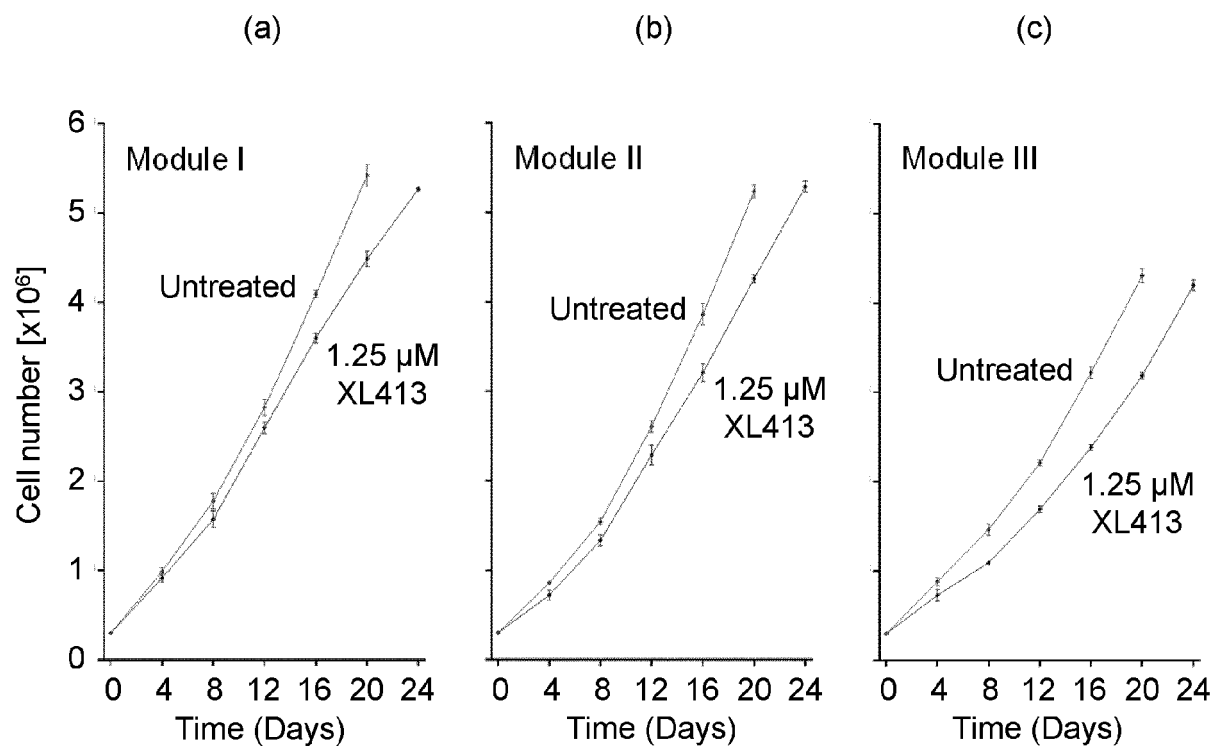 (a)
(b)
(c)
Cell number [x10⁶]
6
5
4
3
2
1
0
Module I
Untreated
1.25 µM
XL413
0 4 8 12 16 20 24
Time (Days)
Module II
Untreated
1.25 µM
XL413
0 4 8 12 16 20 24
Time (Days)
Module III
Untreated
1.25 µM
XL413
0 4 8 12 16 20 24
Time (Days)